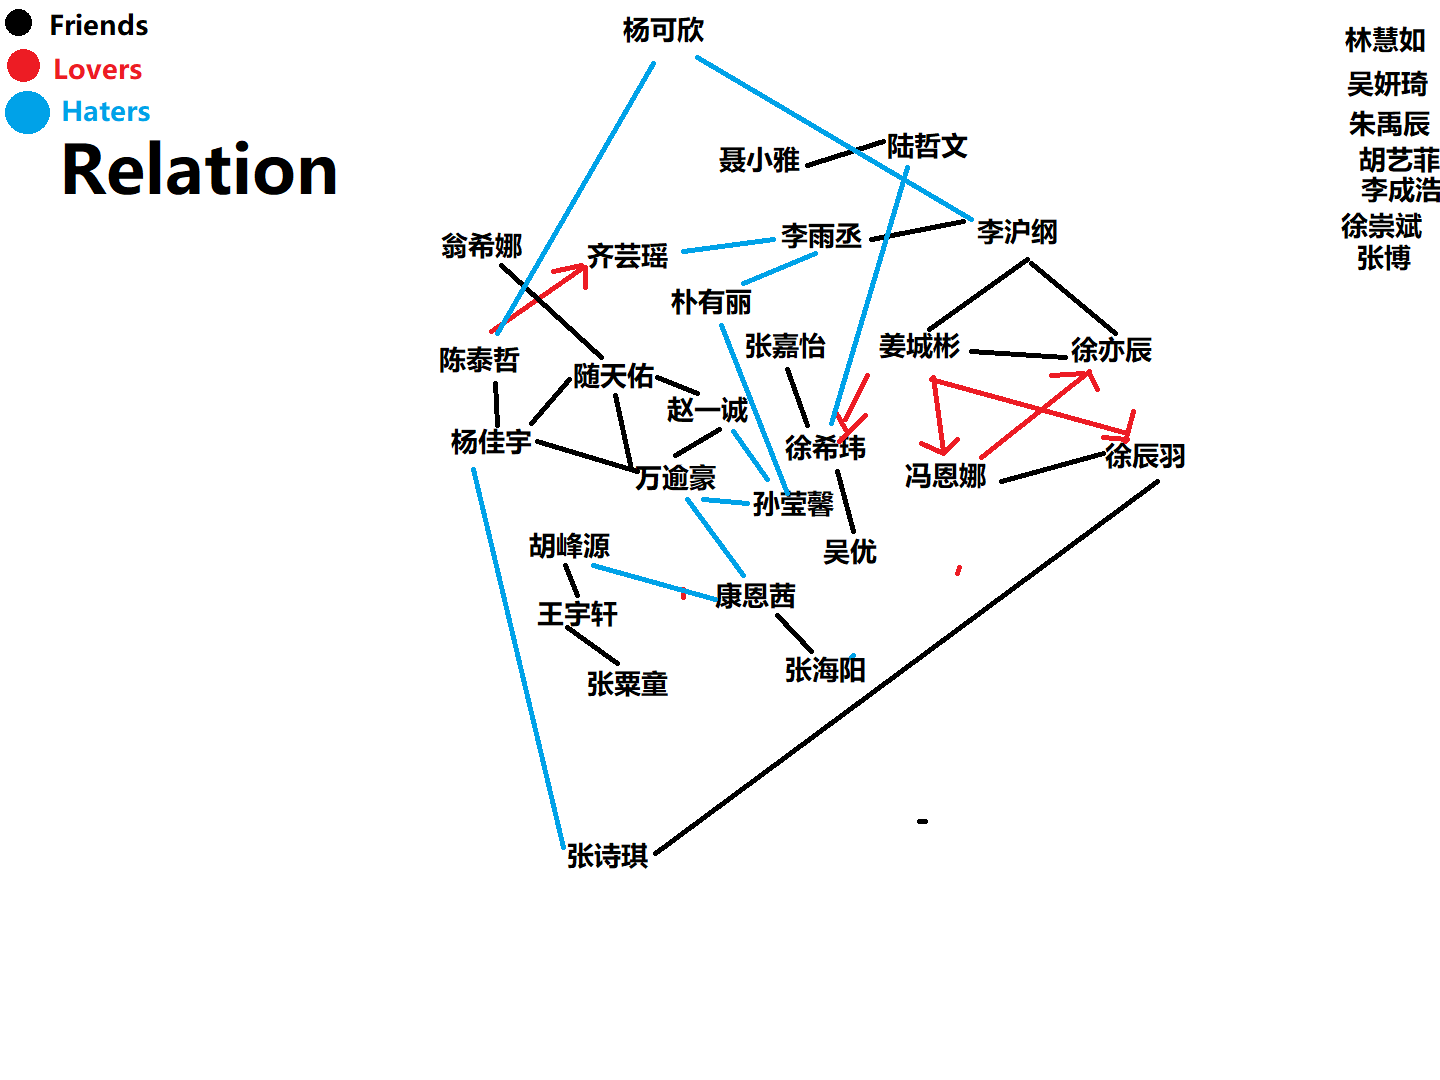 Friends
Lovers
Haters
Relation
杨可欣
聂小雅
陆哲文
翁希娜
齐芸瑶
李雨丞
李沪纲
朴有丽
陈泰哲
随天佑
张嘉怡
姜城彬
徐亦辰
赵一诚
杨佳宇
万逾豪
徐希玮
冯恩娜
徐辰羽
孙莹馨
胡峰源
吴优
王宇轩
康恩茜
张粟童
张海阳
张诗琪
林慧如
吴妍琦
朱禹辰
胡艺菲
李成浩
徐崇斌
张博